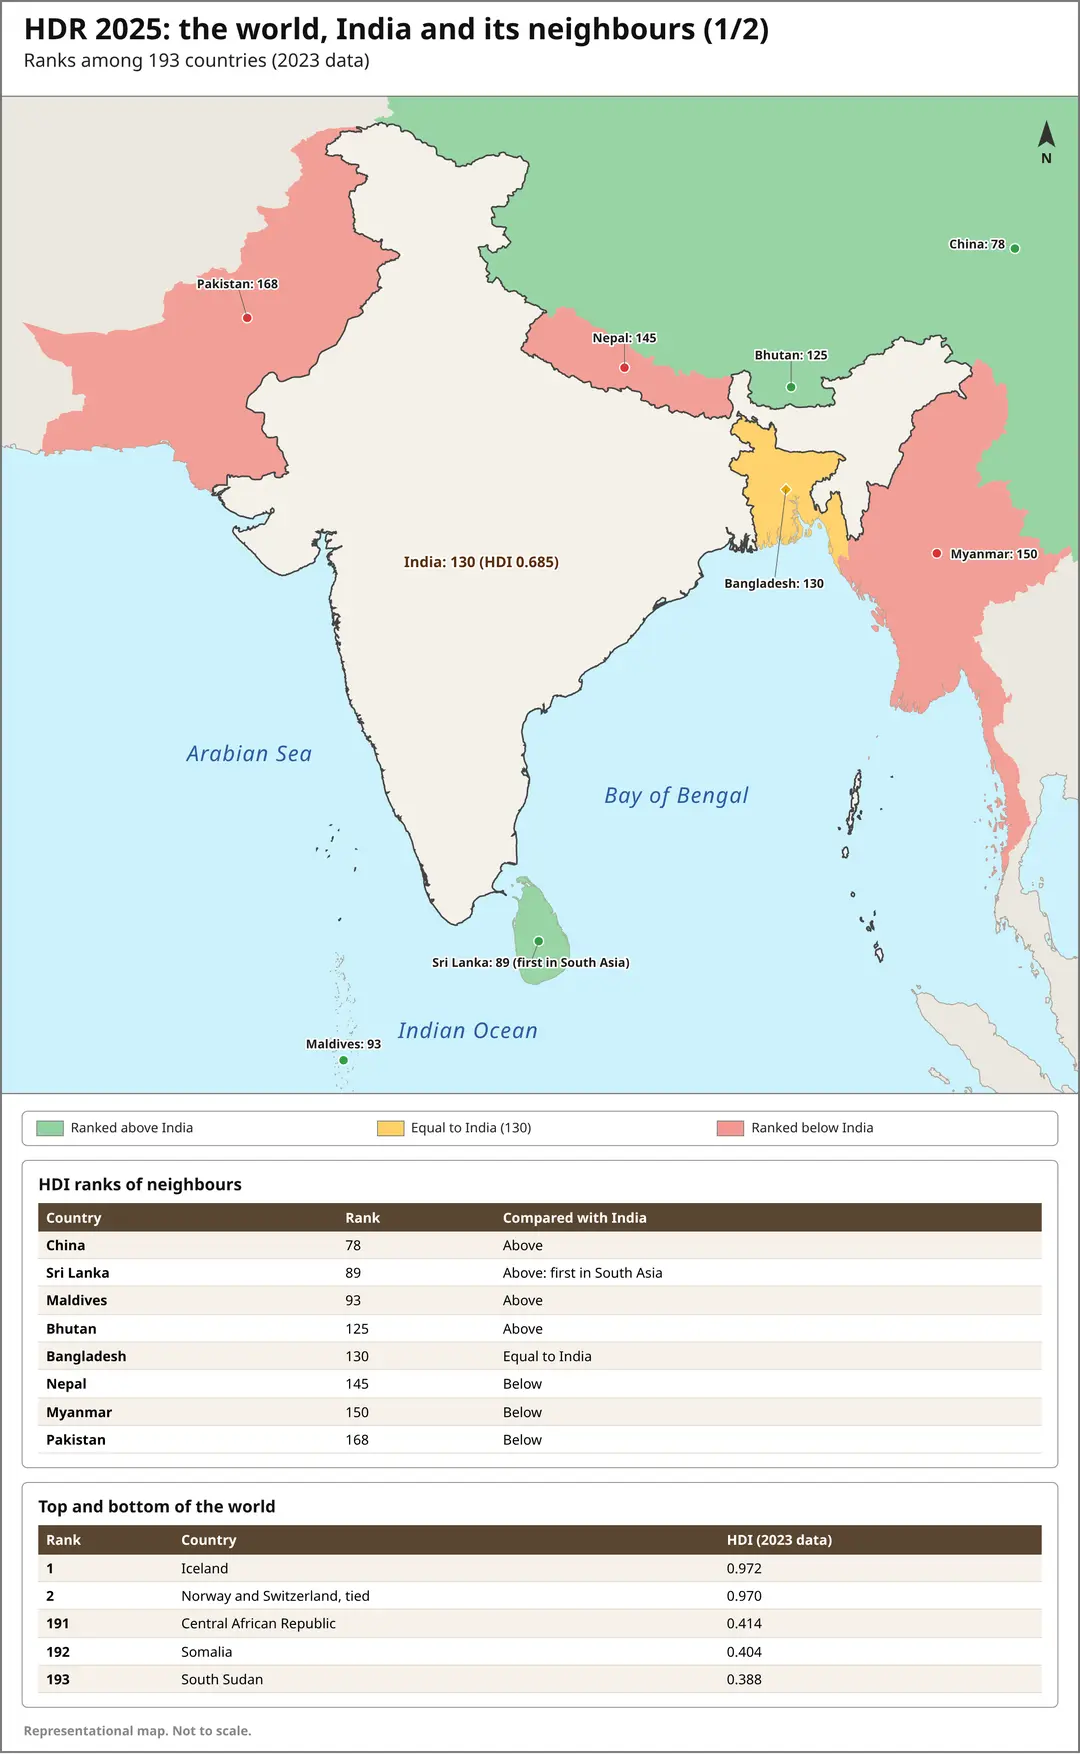 HDR 2025: the world, India and its neighbours (1/2)
Ranks among 193 countries (2023 data)
N
China: 78
Pakistan: 168
Nepal: 145
Bhutan: 125
Myanmar: 150
India: 130 (HDI 0.685)
Bangladesh: 130
Arabian Sea
Bay of Bengal
Sri Lanka: 89 (first in South Asia)
Indian Ocean
Maldives: 93
Ranked above India
Equal to India (130)
Ranked below India
HDI ranks of neighbours
Country Rank Compared with India
China 78 Above
Sri Lanka 89 Above: first in South Asia
Maldives 93 Above
Bhutan 125 Above
Bangladesh 130 Equal to India
Nepal 145 Below
Myanmar 150 Below
Pakistan 168 Below
Top and bottom of the world
Rank Country HDI (2023 data)
1 Iceland 0.972
2 Norway and Switzerland, tied 0.970
191 Central African Republic 0.414
192 Somalia 0.404
193 South Sudan 0.388
Representational map. Not to scale.